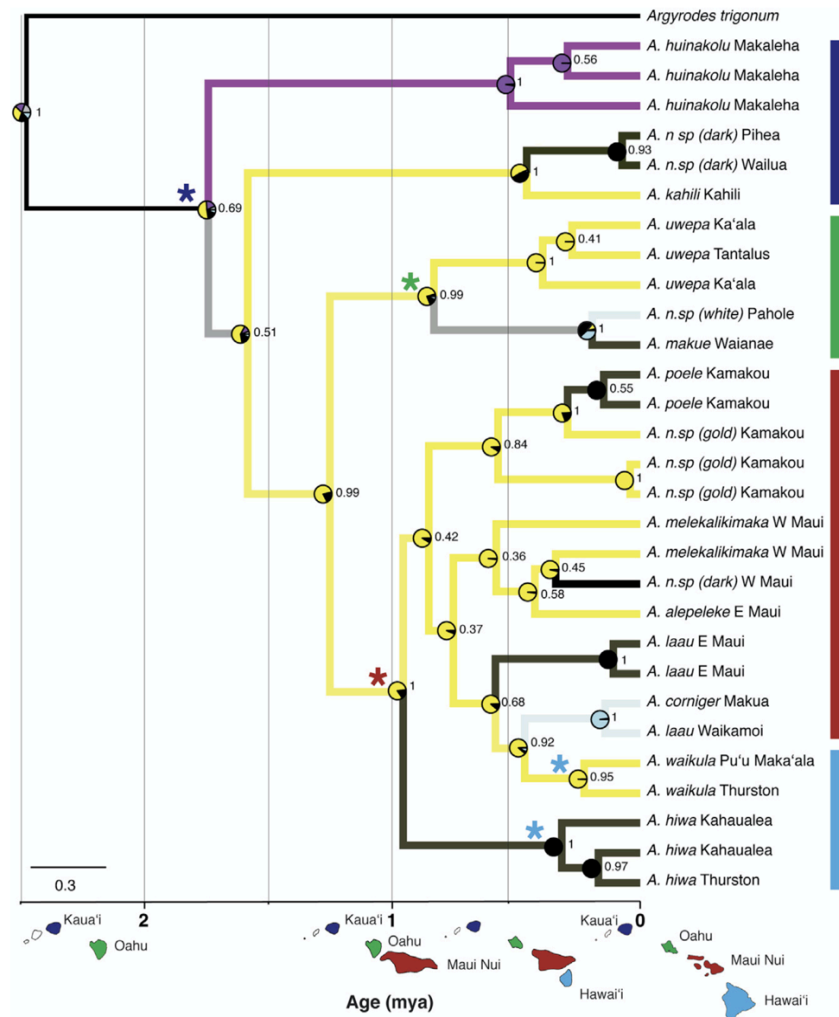 Argyrodes trigonum
A. huinakolu Makaleha
0.56
A. huinakolu Makaleha
1
A. huinakolu Makaleha
1
A. n sp (dark) Pihea
0.93
A. n.sp (dark) Wailua
1
A. kahili Kahili
0.69
A. uwepa Ka‘ala
0.41
A. uwepa Tantalus
1
A. uwepa Ka‘ala
0.99
A. n.sp (white) Pahole
1
A. makue Waianae
0.51
A. poele Kamakou
0.55
A. poele Kamakou
1
A. n.sp (gold) Kamakou
0.84
A. n.sp (gold) Kamakou
1
A. n.sp (gold) Kamakou
0.99
A. melekalikimaka W Maui
0.42
0.36
A. melekalikimaka W Maui
0.45
A. n.sp (dark) W Maui
0.58
A. alepeleke E Maui
0.37
A. laau E Maui
1
A. laau E Maui
1
0.68
A. corniger Makua
1
A. laau Waikamoi
0.92
A. waikula Pu‘u Maka‘ala
0.95
A. waikula Thurston
A. hiwa Kahaualea
1
A. hiwa Kahaualea
0.97
A. hiwa Thurston
0.3
2 1 0
Kaua‘i Kaua‘i Kaua‘i
Oahu Oahu Oahu
Maui Nui Maui Nui
Hawai‘i Hawai‘i
Age (mya)